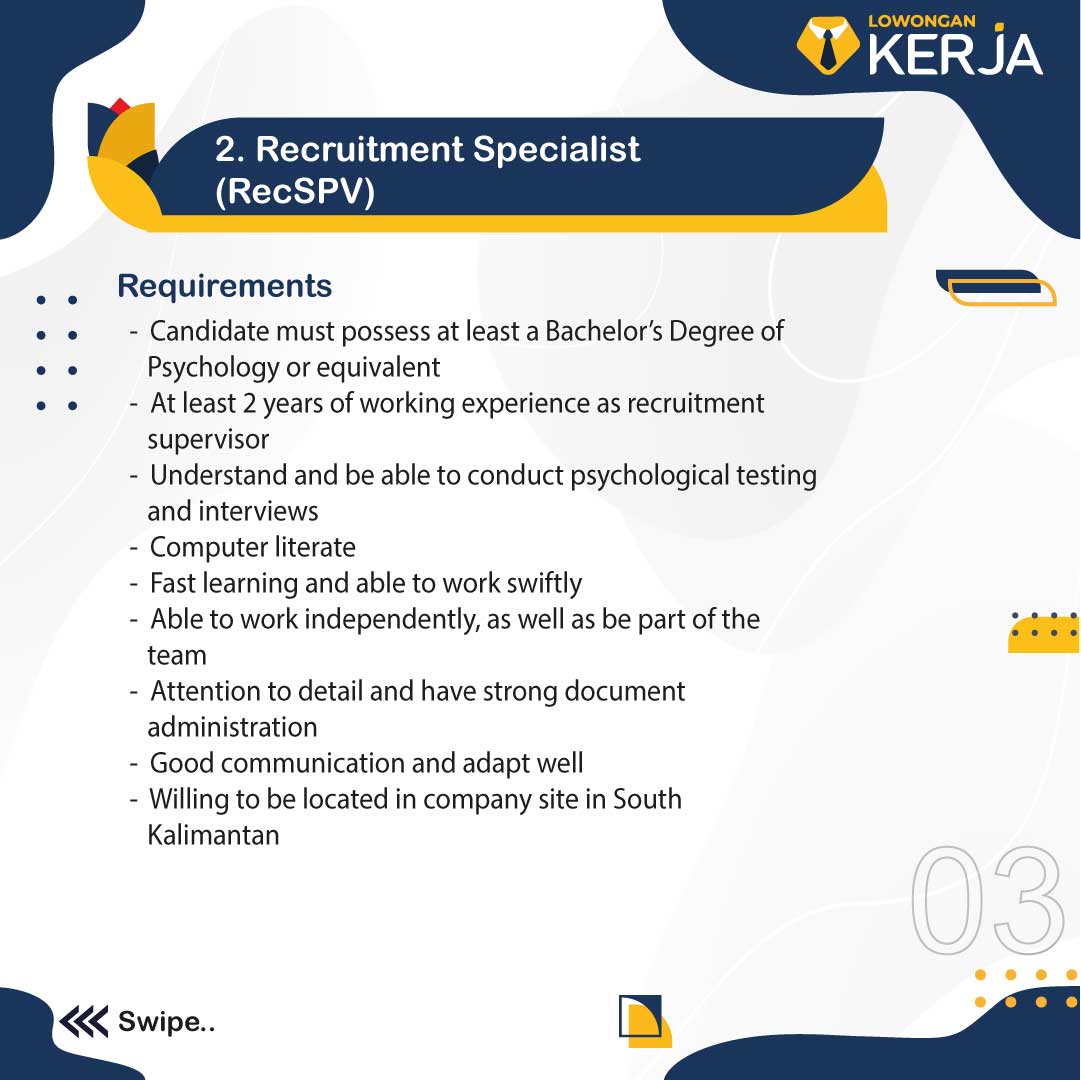 LOWONGAN
KERJA
2. Recruitment Specialist
(RecSPV)
Requirements
- Candidate must possess at least a Bachelor’s Degree of
Psychology or equivalent
- At least 2 years of working experience as recruitment
supervisor
- Understand and be able to conduct psychological testing
and interviews
- Computer literate
- Fast learning and able to work swiftly
- Able to work independently, as well as be part of the
team
- Attention to detail and have strong document
administration
- Good communication and adapt well
- Willing to be located in company site in South
Kalimantan
03
Swipe..